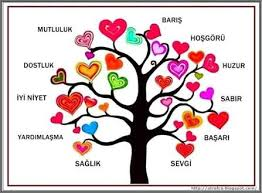 BARIŞ
MUTLULUK
HOŞGÖRÜ
DOSTLUK
HUZUR
İYİ NİYET
SABIR
YARDIMLAŞMA
BAŞARI
SAĞLIK
SEVGİ